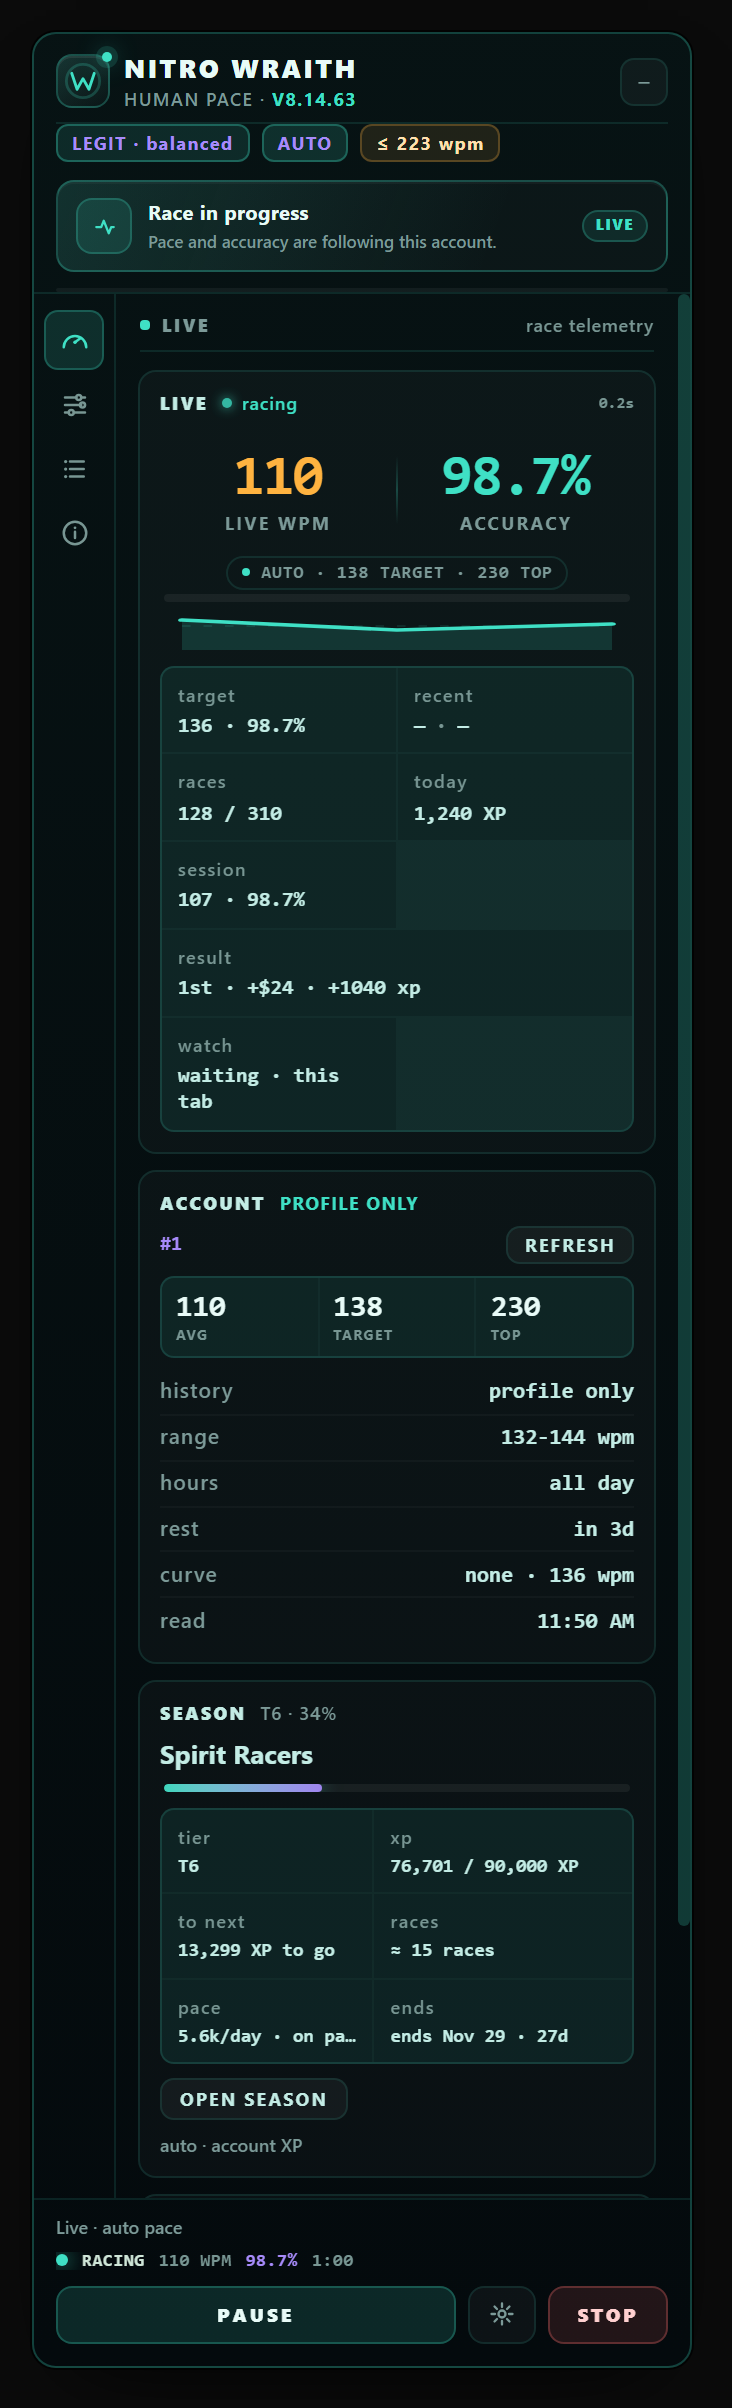 NITRO WRAITH
HUMAN PACE · V8.14.63
–
LEGIT · balanced AUTO ≤ 223 wpm
Race in progress
Pace and accuracy are following this account.
LIVE
LIVE race telemetry
LIVE racing 0.2s
110 98.7%
LIVE WPM ACCURACY
AUTO · 138 TARGET · 230 TOP
target recent
136 · 98.7% — · —
races today
128 / 310 1,240 XP
session
107 · 98.7%
result
1st · +$24 · +1040 xp
watch
waiting · this
tab
ACCOUNT PROFILE ONLY
#1 REFRESH
110 138 230
AVG TARGET TOP
history profile only
range 132-144 wpm
hours all day
rest in 3d
curve none · 136 wpm
read 11:50 AM
SEASON T6 · 34%
Spirit Racers
tier xp
T6 76,701 / 90,000 XP
to next races
13,299 XP to go ≈ 15 races
pace ends
5.6k/day · on pa… ends Nov 29 · 27d
OPEN SEASON
auto · account XP
Live · auto pace
RACING 110 WPM 98.7% 1:00
PAUSE STOP